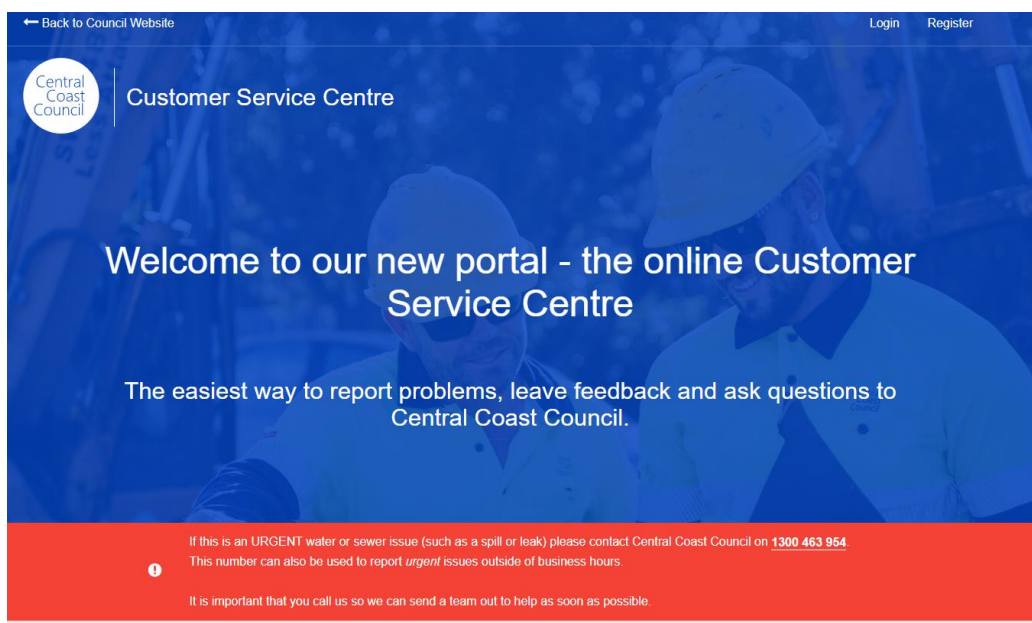 ← Back to Council Website
Login
Register
Central
Coast
Council
Customer Service Centre
Welcome to our new portal - the online Customer
Service Centre
The easiest way to report problems, leave feedback and ask questions to
Central Coast Council.
If this is an URGENT water or sewer issue (such as a spill or leak) please contact Central Coast Council on 1300 463 954.
This number can also be used to report urgent issues outside of business hours.
It is important that you call us so we can send a team out to help as soon as possible.